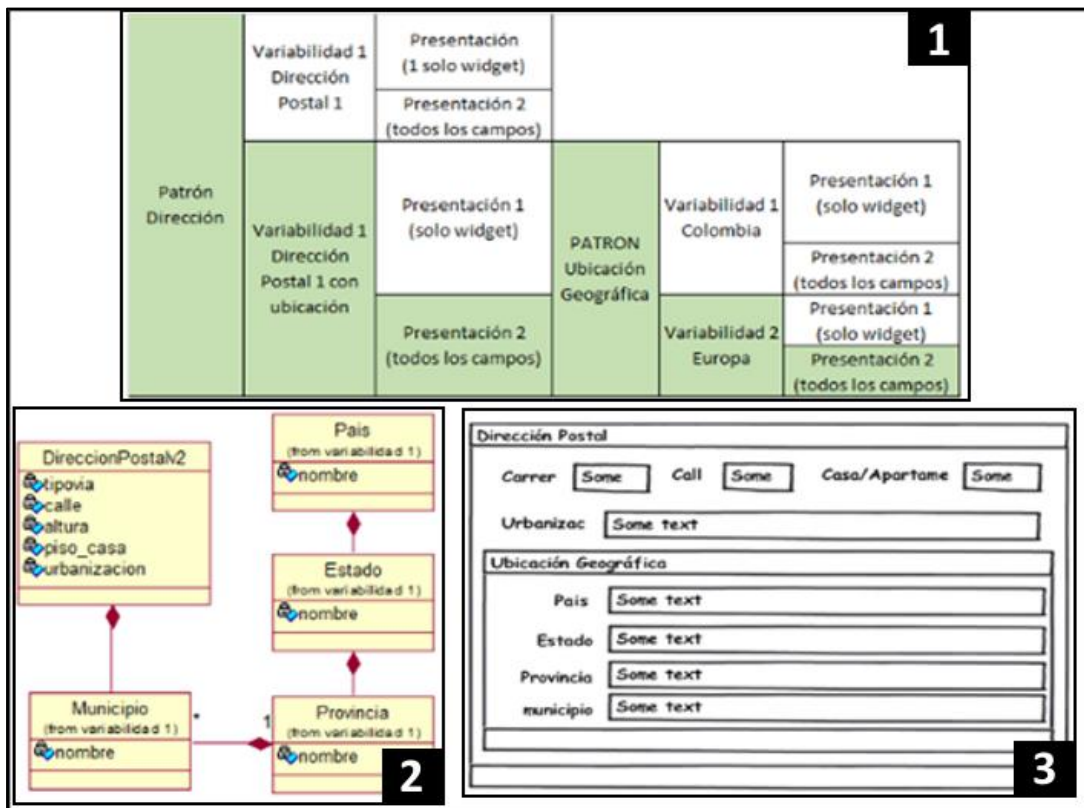 1
Patrón
Dirección
Variabilidad 1
Dirección
Postal 1
Presentación
(1 solo widget)
Presentación 2
(todos los campos)
Variabilidad 1
Dirección
Postal 1 con
ubicación
Presentación 1
(solo widget)
Presentación 2
(todos los campos)
PATRON
Ubicación
Geográfica
Variabilidad 1
Colombia
Presentación 1
(solo widget)
Presentación 2
(todos los campos)
Variabilidad 2
Europa
Presentación 1
(solo widget)
Presentación 2
(todos los campos)
DireccionPostalv2
tipovia
calle
altura
piso_casa
urbanizacion
Pais
(from variabilidad 1)
nombre
Estado
(from variabilidad 1)
nombre
Municipio
(from variabilidad 1)
nombre
*
1
Provincia
(from variabilidad 1)
nombre
2
Dirección Postal
Carrer Some Call Some Casa/Apartame Some
Urbanizac Some text
Ubicación Geográfica
Pais Some text
Estado Some text
Provincia Some text
municipio Some text
3